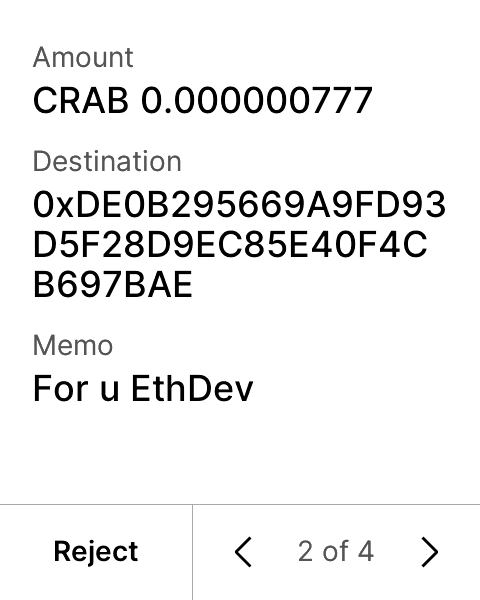 Amount
CRAB 0.000000777
Destination
0xDE0B295669A9FD93
D5F28D9EC85E40F4C
B697BAE
Memo
For u EthDev
Reject
2 of 4